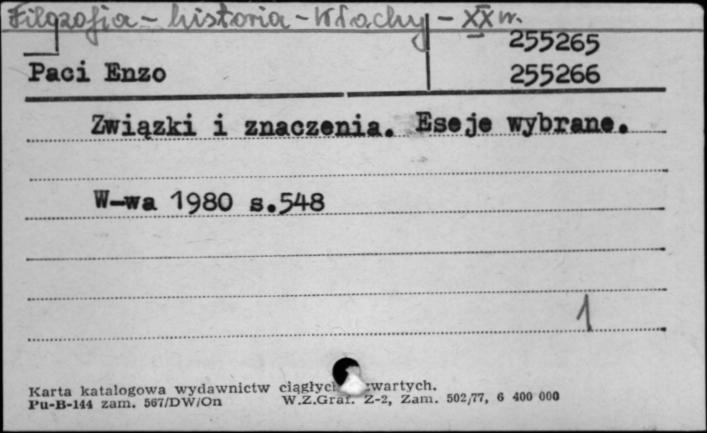 Filozofia - historia - Włochy - XX w.
255265
Paci Enzo 255266
Związki i znaczenia. Eseje wybrane.
W-wa 1980 s.548
1
Karta katalogowa wydawnictw ciągłych zwartych.
Pu-B-144 zam. 567/DW/On W.Z.Graf. Z-2, Zam. 502/77, 6 400 000